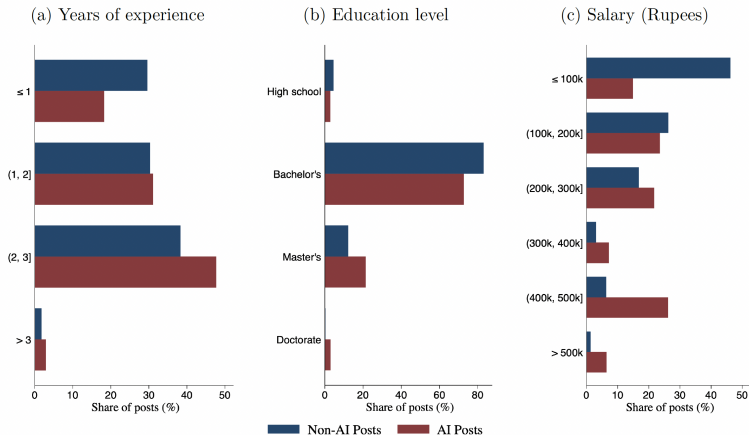 (a) Years of experience
≤ 1
(1, 2]
(2, 3]
> 3
0 10 20 30 40 50
Share of posts (%)
(b) Education level
High school
Bachelor's
Master's
Doctorate
0 20 40 60 80
Share of posts (%)
(c) Salary (Rupees)
≤ 100k
(100k, 200k]
(200k, 300k]
(300k, 400k]
(400k, 500k]
> 500k
0 10 20 30 40 50
Share of posts (%)
Non-AI Posts AI Posts